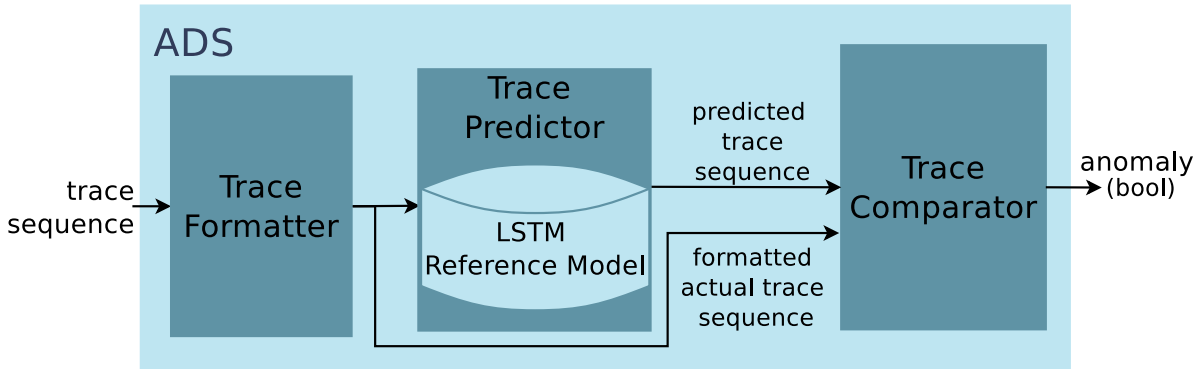 ADS
trace
sequence
Trace
Formatter
Trace
Predictor
LSTM
Reference Model
predicted
trace
sequence
formatted
actual trace
sequence
Trace
Comparator
anomaly
(bool)